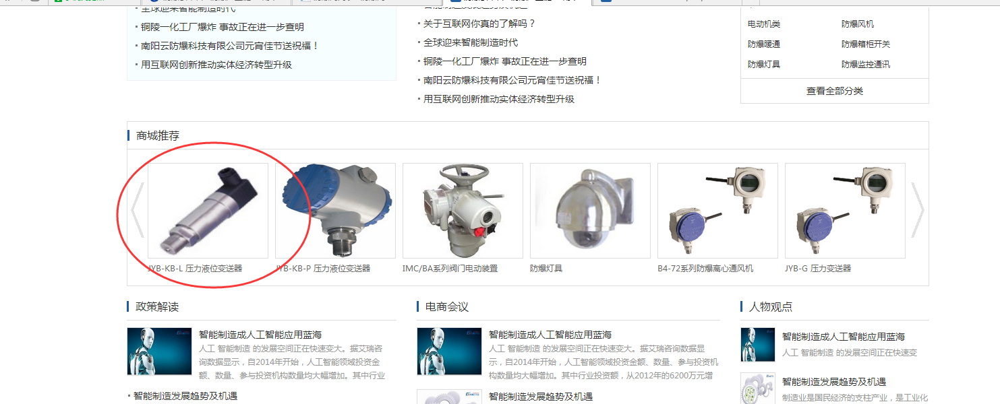 全球迎来智能制造时代
铜陵一化工厂爆炸 事故正在进一步查明
南阳云防爆科技有限公司元宵佳节送祝福！
用互联网创新推动实体经济转型升级
关于互联网你真的了解吗？
全球迎来智能制造时代
铜陵一化工厂爆炸 事故正在进一步查明
南阳云防爆科技有限公司元宵佳节送祝福！
用互联网创新推动实体经济转型升级
电动机类 防爆风机
防爆暖通 防爆箱柜开关
防爆灯具 防爆监控通讯
查看全部分类
商城推荐
JYB-KB-L 压力液位变送器
JYB-KB-P 压力液位变送器
IMC/BA系列阀门电动装置
防爆灯具
B4-72系列防爆离心通风机
JYB-G 压力变送器
政策解读
智能制造成人工智能应用蓝海
人工 智能制造 的发展空间正在快速变大。据艾瑞咨
询数据显示，自2014年开始，人工智能领域投资金
额、数量、参与投资机构数量均大幅增加。其中行业
智能制造发展趋势及机遇
电商会议
智能制造成人工智能应用蓝海
人工 智能制造 的发展空间正在快速变大。据艾瑞咨询数据显
示，自2014年开始，人工智能领域投资金额、数量、参与投资机
构数量均大幅增加。其中行业投资额，从2012年的6200万元增
智能制造发展趋势及机遇
人物观点
智能制造成人工智能应用蓝海
人工 智能制造 的发展空间正在快速变
智能制造发展趋势及机遇
制造业是国民经济的支柱产业，是工业化